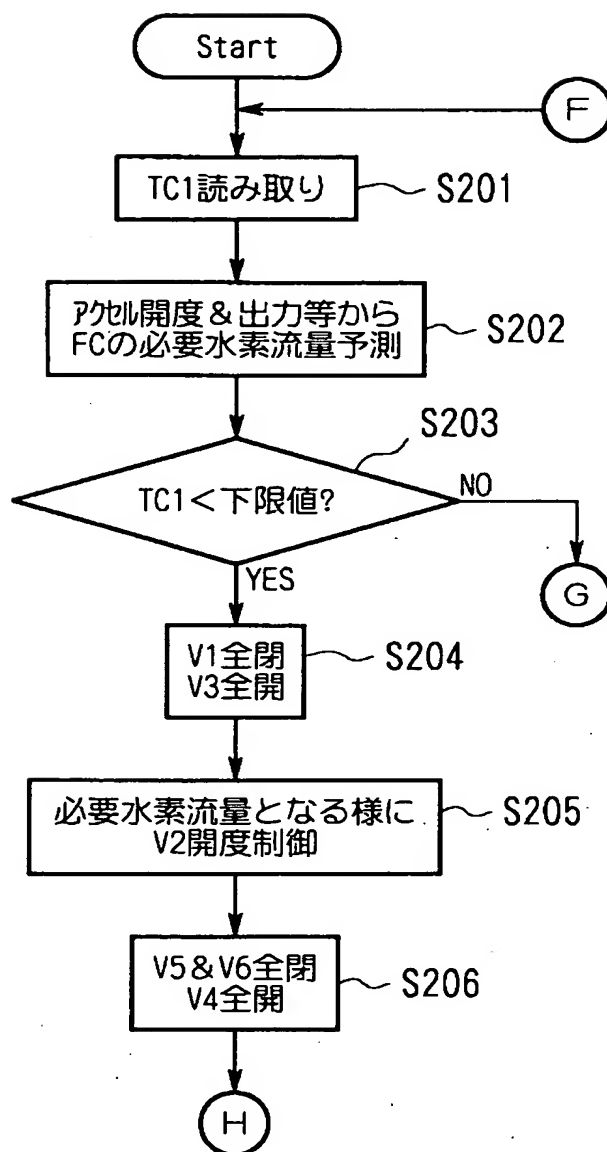 Start
F
TC1読み取り
S201
ｱｸｾﾙ開度&出力等から
FCの必要水素流量予測
S202
S203
TC1<下限値?
NO
G
YES
V1全閉
V3全開
S204
必要水素流量となる様に
V2開度制御
S205
V5&V6全閉
V4全開
S206
H